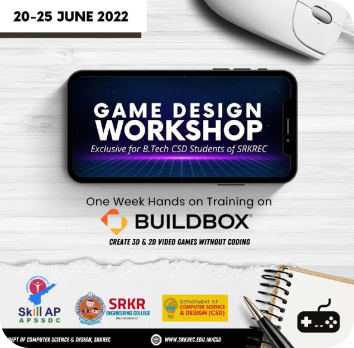 20-25 JUNE 2022
GAME DESIGN
WORKSHOP
Exclusive for B.Tech CSD Students of SRKREC
One Week Hands on Training on
BUILDBOX
CREATE 3D & 2D VIDEO GAMES WITHOUT CODING
Skill AP
APSSDC
SRKR
ENGINEERING COLLEGE
DEPARTMENT OF
COMPUTER SCIENCE
& DESIGN (CSD)
DEPT OF COMPUTER SCIENCE & DESIGN, SRKREC
WWW.SRKREC.EDU.IN/CSD